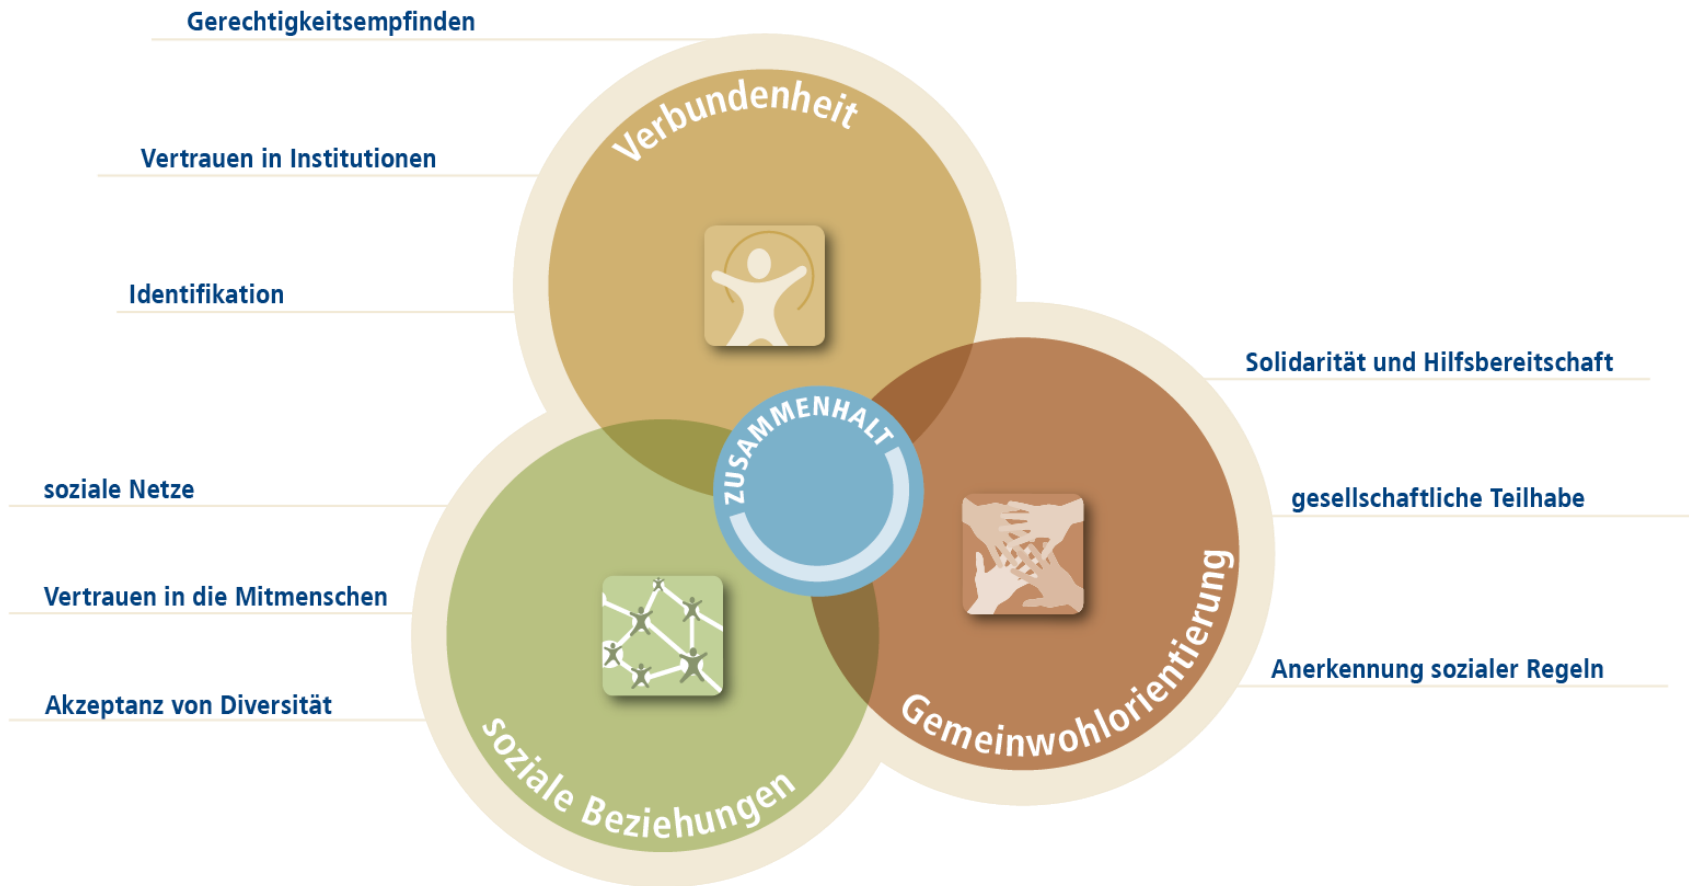 Gerechtigkeitsempfinden
Verbundenheit
Vertrauen in Institutionen
Identifikation
Solidarität und Hilfsbereitschaft
ZUSAMMENHALT
soziale Netze
gesellschaftliche Teilhabe
Vertrauen in die Mitmenschen
Gemeinwohlorientierung
Anerkennung sozialer Regeln
Akzeptanz von Diversität
soziale Beziehungen